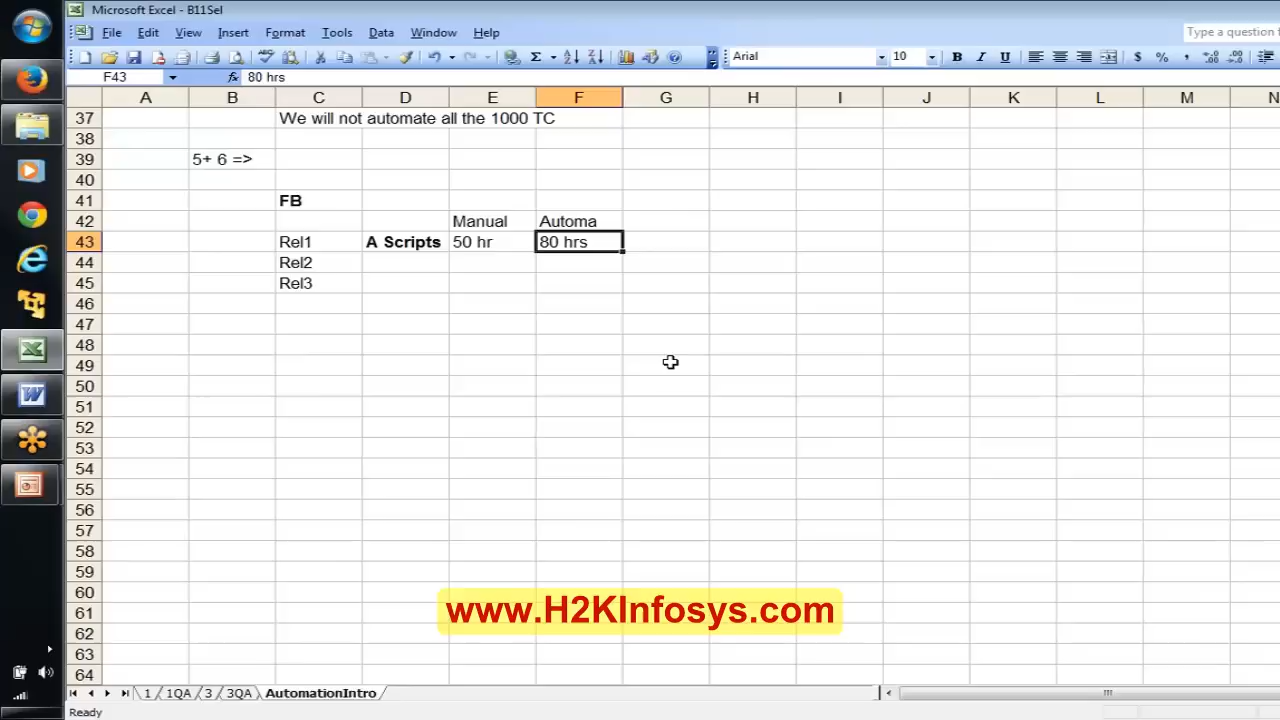 Microsoft Excel - B11Sel
File Edit View Insert Format Tools Data Window Help
Type a question f
Arial 10 B I U $ % ,
F43 fx 80 hrs
A B C D E F G H I J K L M N
37 We will not automate all the 1000 TC
38
39 5+ 6 =>
40
41 FB
42 Manual Automa
43 Rel1 A Scripts 50 hr 80 hrs
44 Rel2
45 Rel3
46
47
48
49
50
51
52
53
54
55
56
57
58
59
60
www.H2KInfosys.com
61
62
63
64
1 1QA 3 3QA AutomationIntro
Ready